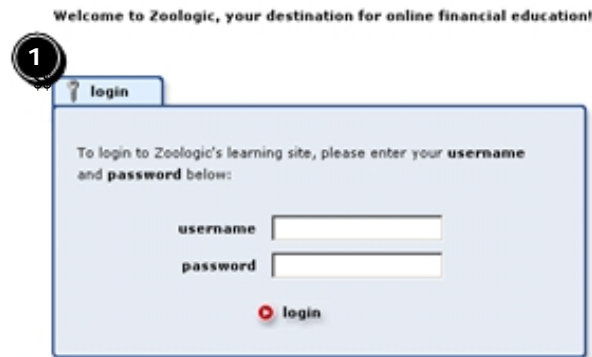 Welcome to Zoologic, your destination for online financial education!
1
login
To login to Zoologic's learning site, please enter your username
and password below:
username
password
login